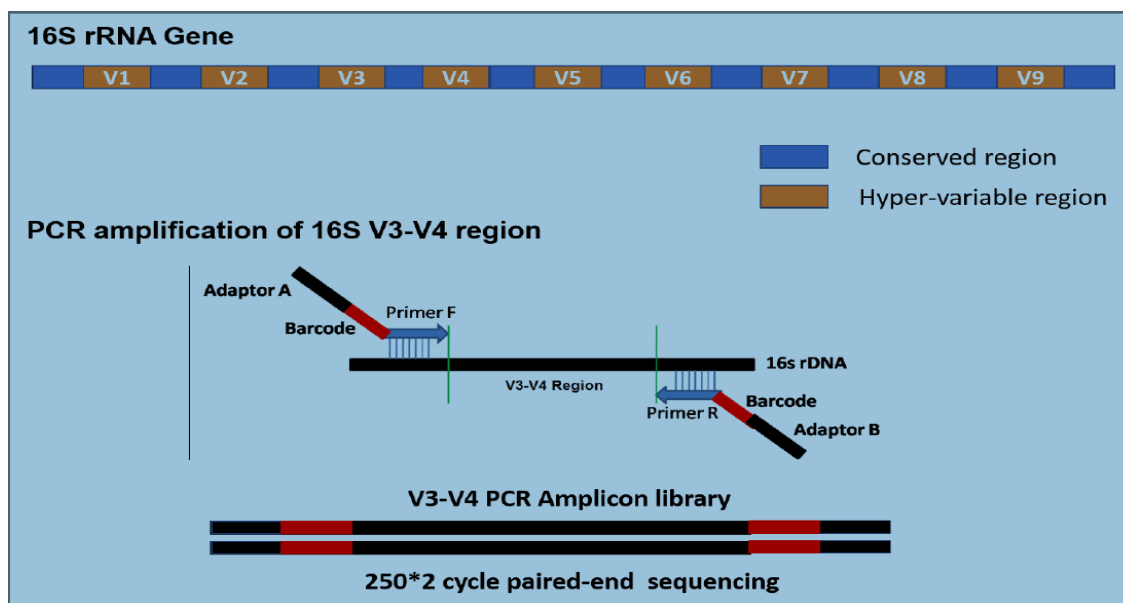 16S rRNA Gene
V1 V2 V3 V4 V5 V6 V7 V8 V9
Conserved region
Hyper-variable region
PCR amplification of 16S V3-V4 region
Adaptor A
Primer F
Barcode
16s rDNA
V3-V4 Region
Barcode
Primer R
Adaptor B
V3-V4 PCR Amplicon library
250*2 cycle paired-end sequencing